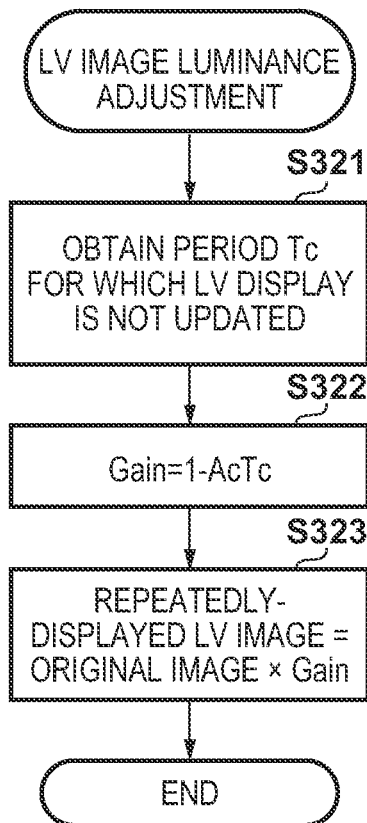 LV IMAGE LUMINANCE
ADJUSTMENT
S321
OBTAIN PERIOD Tc
FOR WHICH LV DISPLAY
IS NOT UPDATED
S322
Gain=1-AcTc
S323
REPEATEDLY-
DISPLAYED LV IMAGE =
ORIGINAL IMAGE × Gain
END